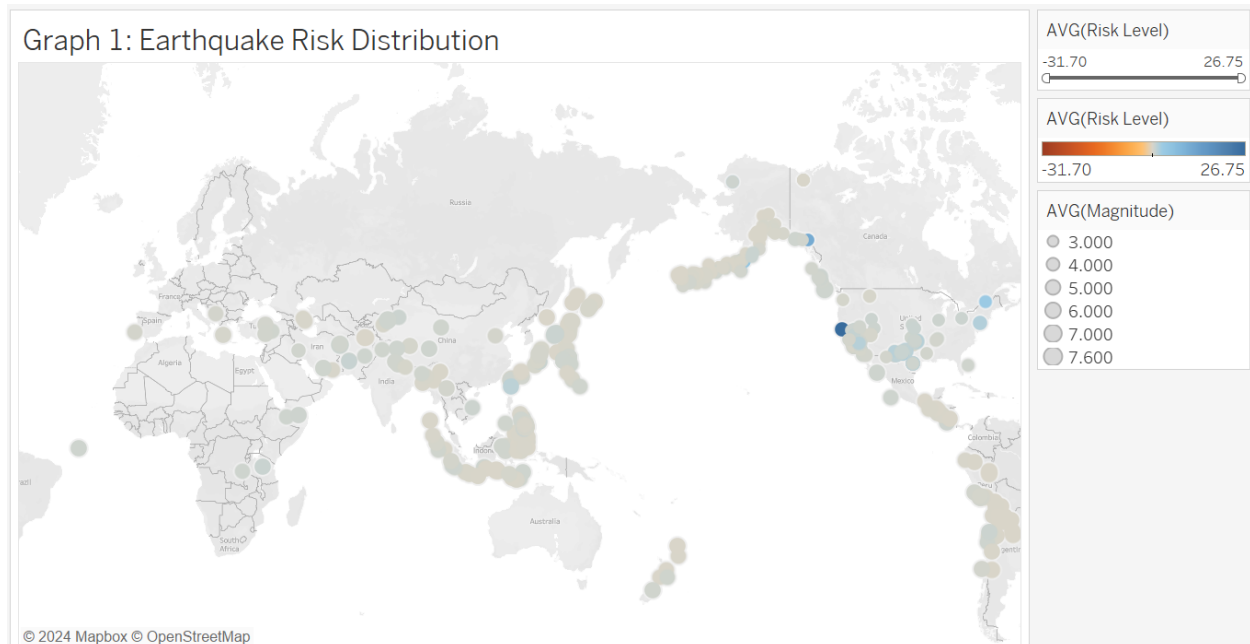 Graph 1: Earthquake Risk Distribution
Russia
Canada
France
Spain
Iran
China
Algeria
Egypt
India
Mexico
Colombia
Indon
Australia
South
Africa
© 2024 Mapbox © OpenStreetMap
AVG(Risk Level)
-31.70 26.75
AVG(Risk Level)
-31.70 26.75
AVG(Magnitude)
3.000
4.000
5.000
6.000
7.000
7.600